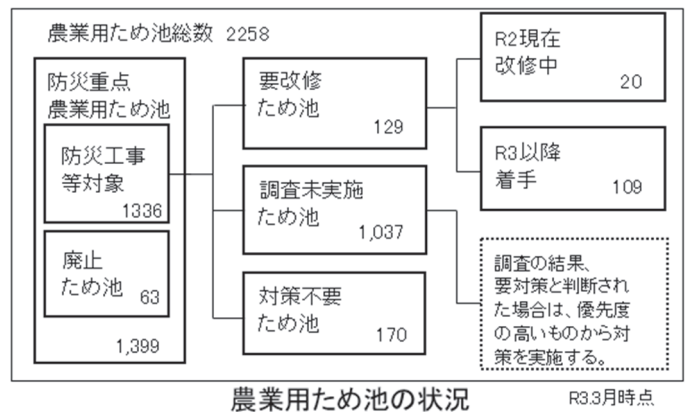 農業用ため池総数 2258
防災重点
農業用ため池
防災工事
等対象
1336
廃止
ため池 63
1,399
要改修
ため池
129
調査未実施
ため池
1,037
対策不要
ため池
170
R2現在
改修中
20
R3以降
着手
109
調査の結果、
要対策と判断され
た場合は、優先度
の高いものから対
策を実施する。
農業用ため池の状況
R3.3月時点